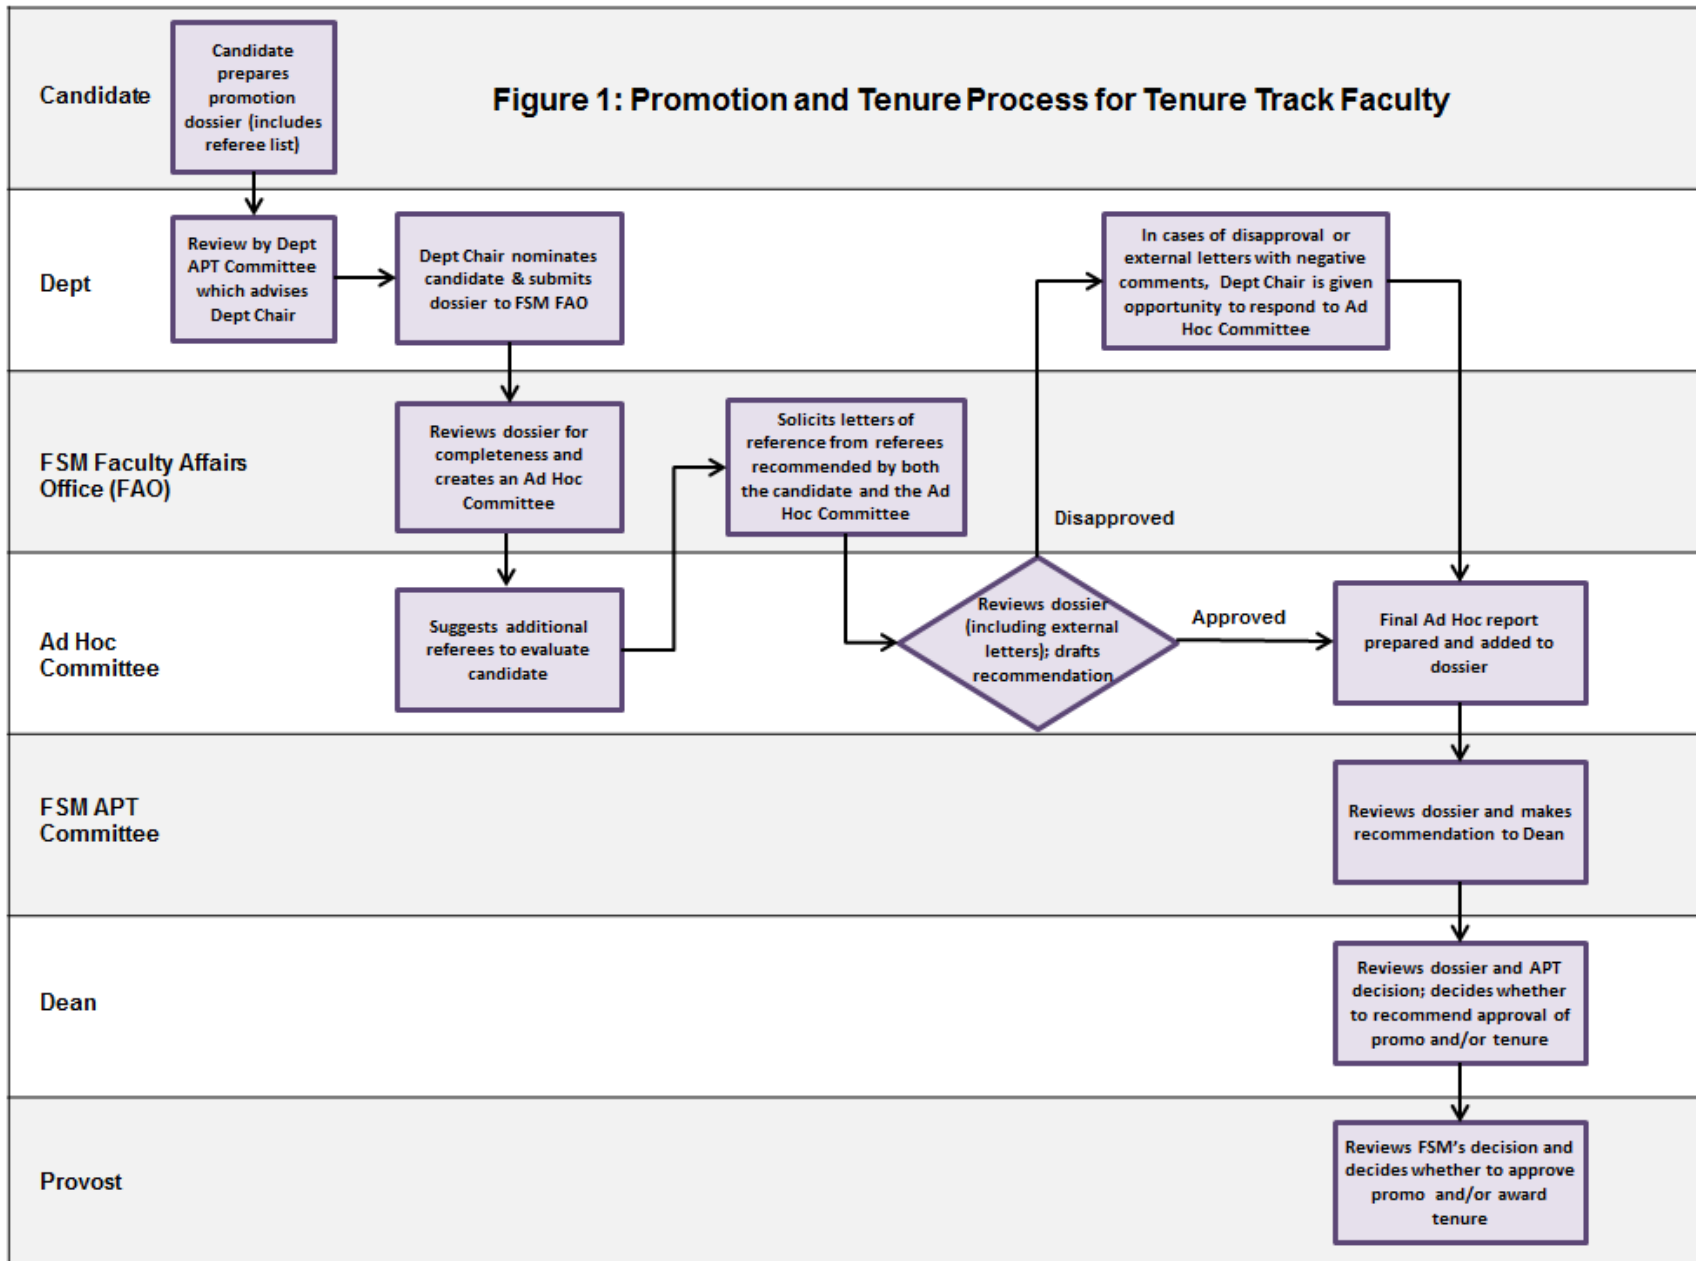 Candidate
Candidate
prepares
promotion
dossier (includes
referee list)
Figure 1: Promotion and Tenure Process for Tenure Track Faculty
Dept
Review by Dept
APT Committee
which advises
Dept Chair
Dept Chair nominates
candidate & submits
dossier to FSM FAO
In cases of disapproval or
external letters with negative
comments, Dept Chair is given
opportunity to respond to Ad
Hoc Committee
FSM Faculty Affairs
Office (FAO)
Reviews dossier for
completeness and
creates an Ad Hoc
Committee
Solicits letters of
reference from referees
recommended by both
the candidate and the Ad
Hoc Committee
Disapproved
Ad Hoc
Committee
Suggests additional
referees to evaluate
candidate
Reviews dossier
(including external
letters); drafts
recommendation
Approved
Final Ad Hoc report
prepared and added to
dossier
FSM APT
Committee
Reviews dossier and makes
recommendation to Dean
Dean
Reviews dossier and APT
decision; decides whether
to recommend approval of
promo and/or tenure
Provost
Reviews FSM's decision and
decides whether to approve
promo and/or award
tenure